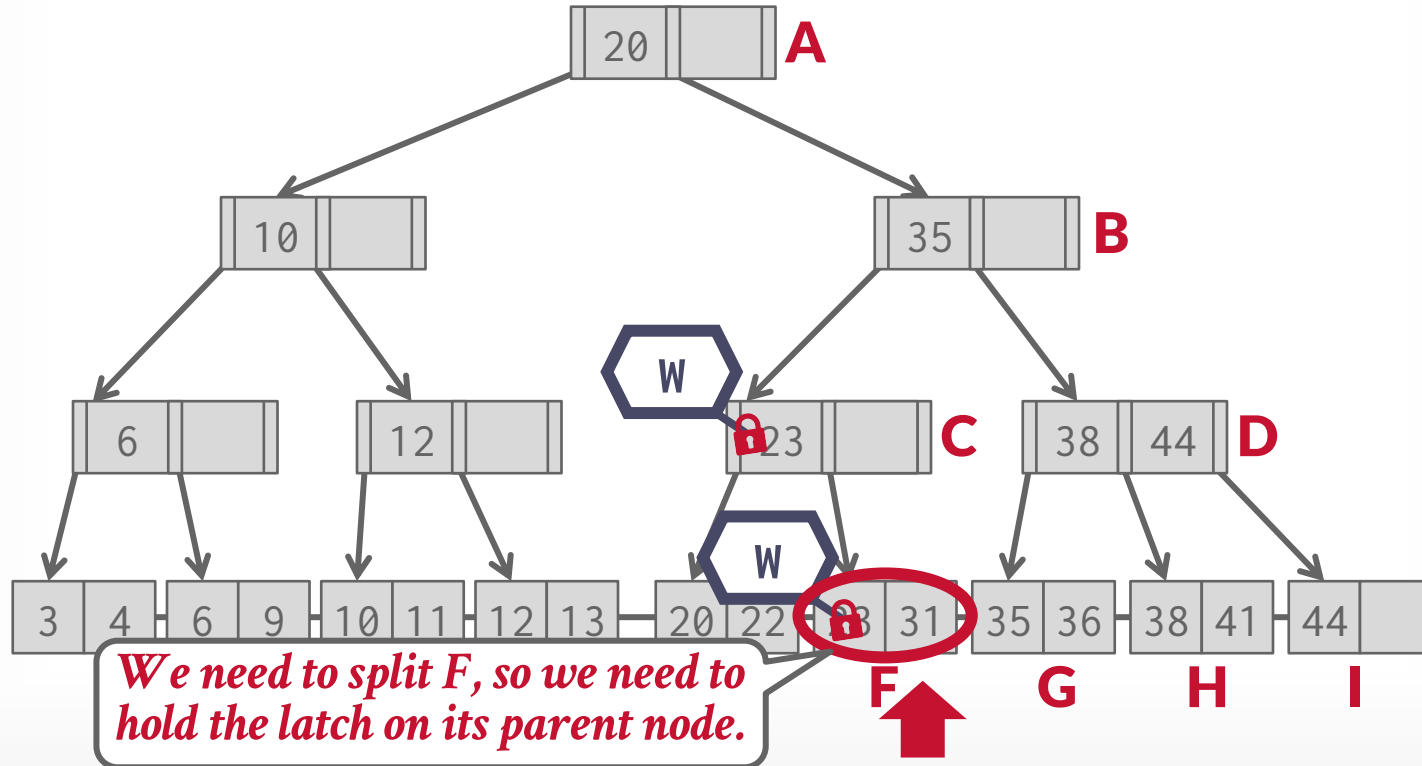 20 A
10 35 B
W
6 12 23 C 38 44 D
W
3 4 6 9 10 11 12 13 20 22 23 31 35 36 38 41 44
We need to split F, so we need to
hold the latch on its parent node.
F G H I